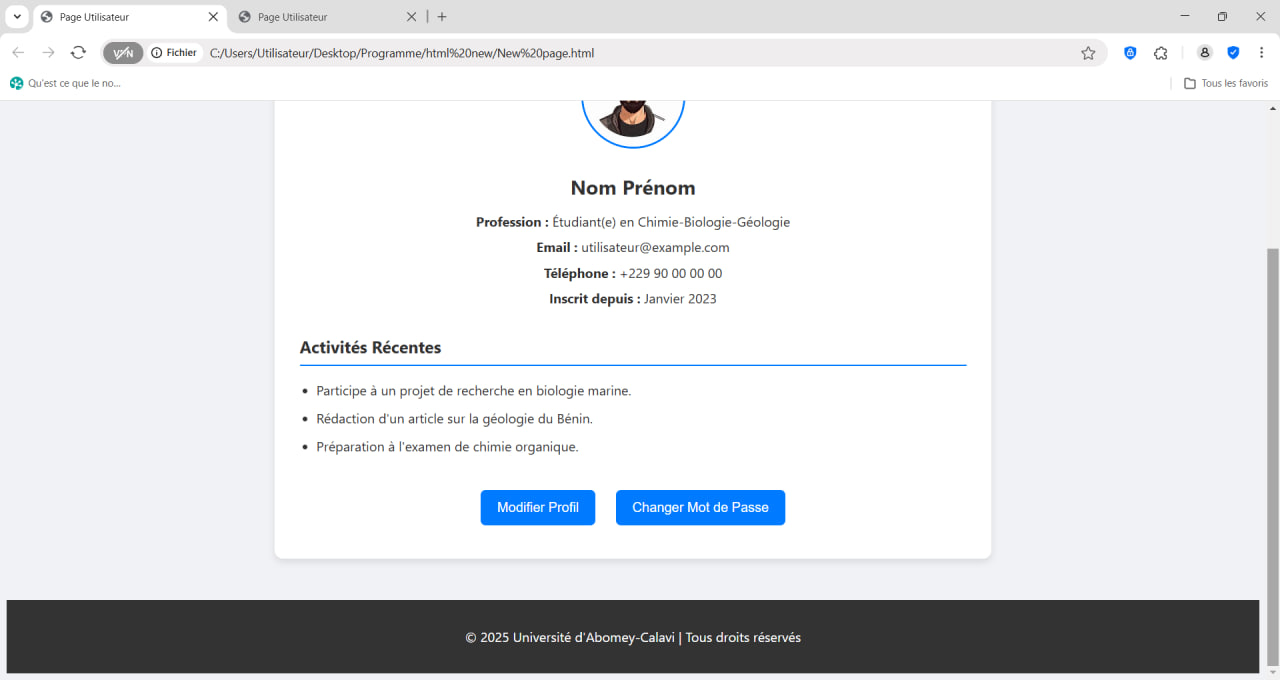 Page Utilisateur
Page Utilisateur
VPN
Fichier
C:/Users/Utilisateur/Desktop/Programme/html%20new/New%20page.html
Qu'est ce que le no...
Tous les favoris
Nom Prénom
Profession : Étudiant(e) en Chimie-Biologie-Géologie
Email : utilisateur@example.com
Téléphone : +229 90 00 00 00
Inscrit depuis : Janvier 2023
Activités Récentes
Participe à un projet de recherche en biologie marine.
Rédaction d'un article sur la géologie du Bénin.
Préparation à l'examen de chimie organique.
Modifier Profil
Changer Mot de Passe
© 2025 Université d'Abomey-Calavi | Tous droits réservés